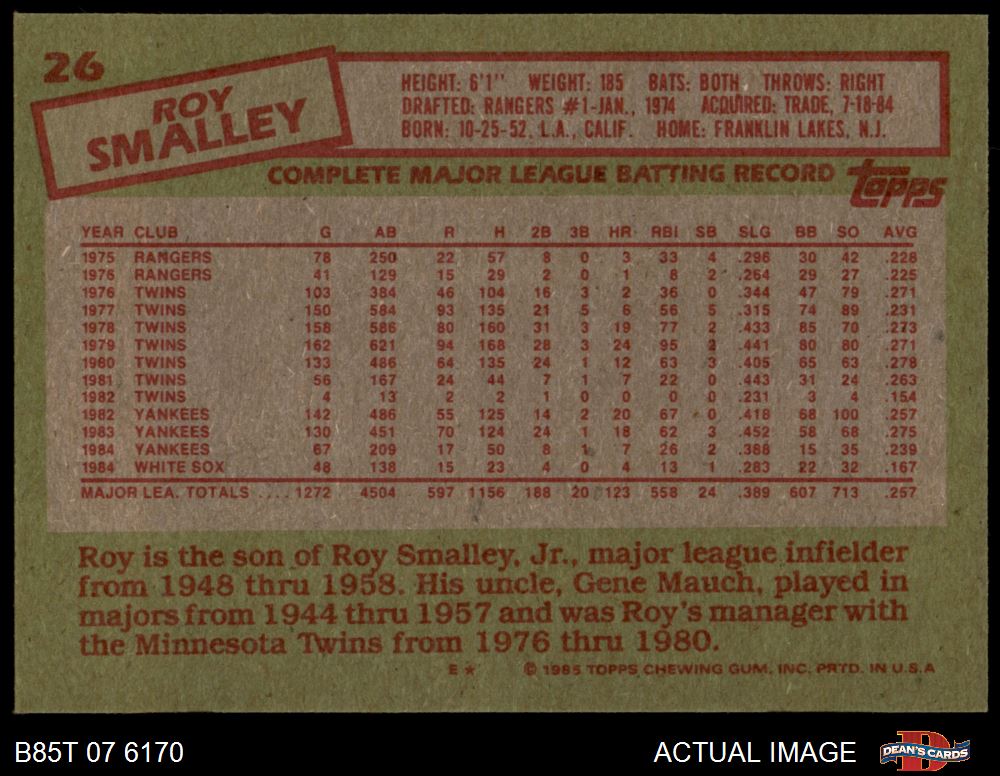 26
ROY
SMALLEY
HEIGHT: 6'1" WEIGHT: 185 BATS: BOTH THROWS: RIGHT
DRAFTED: RANGERS #1-JAN., 1974 ACQUIRED: TRADE, 7-18-84
BORN: 10-25-52, L.A., CALIF. HOME: FRANKLIN LAKES, N.J.
COMPLETE MAJOR LEAGUE BATTING RECORD topps
YEAR CLUB G AB R H 2B 3B HR RBI SB SLG BB SO AVG
1975 RANGERS 78 250 22 57 8 0 3 33 4 .296 30 42 .228
1976 RANGERS 41 129 15 29 2 0 1 8 2 .264 29 27 .225
1976 TWINS 103 384 46 104 16 3 2 36 0 .344 47 79 .271
1977 TWINS 150 584 93 135 21 5 6 56 5 .315 74 89 .231
1978 TWINS 158 586 80 160 31 3 19 77 2 .433 85 70 .273
1979 TWINS 162 621 94 168 28 3 24 95 2 .441 80 80 .271
1980 TWINS 133 486 64 135 24 1 12 63 3 .405 65 63 .278
1981 TWINS 56 167 24 44 7 1 7 22 0 .443 31 24 .263
1982 TWINS 4 13 2 2 1 0 0 0 0 .231 3 4 .154
1982 YANKEES 142 486 55 125 14 2 20 67 0 .418 68 100 .257
1983 YANKEES 130 451 70 124 24 1 18 62 3 .452 58 68 .275
1984 YANKEES 67 209 17 50 8 1 7 26 2 .388 15 35 .239
1984 WHITE SOX 48 138 15 23 4 0 4 13 1 .283 22 32 .167
MAJOR LEA. TOTALS .... 1272 4504 597 1156 188 20 123 558 24 .389 607 713 .257
Roy is the son of Roy Smalley, Jr., major league infielder
from 1948 thru 1958. His uncle, Gene Mauch, played in
majors from 1944 thru 1957 and was Roy's manager with
the Minnesota Twins from 1976 thru 1980.
E* © 1985 TOPPS CHEWING GUM, INC. PRTD. IN U.S.A
B85T 07 6170 ACTUAL IMAGE DEAN'S CARDS